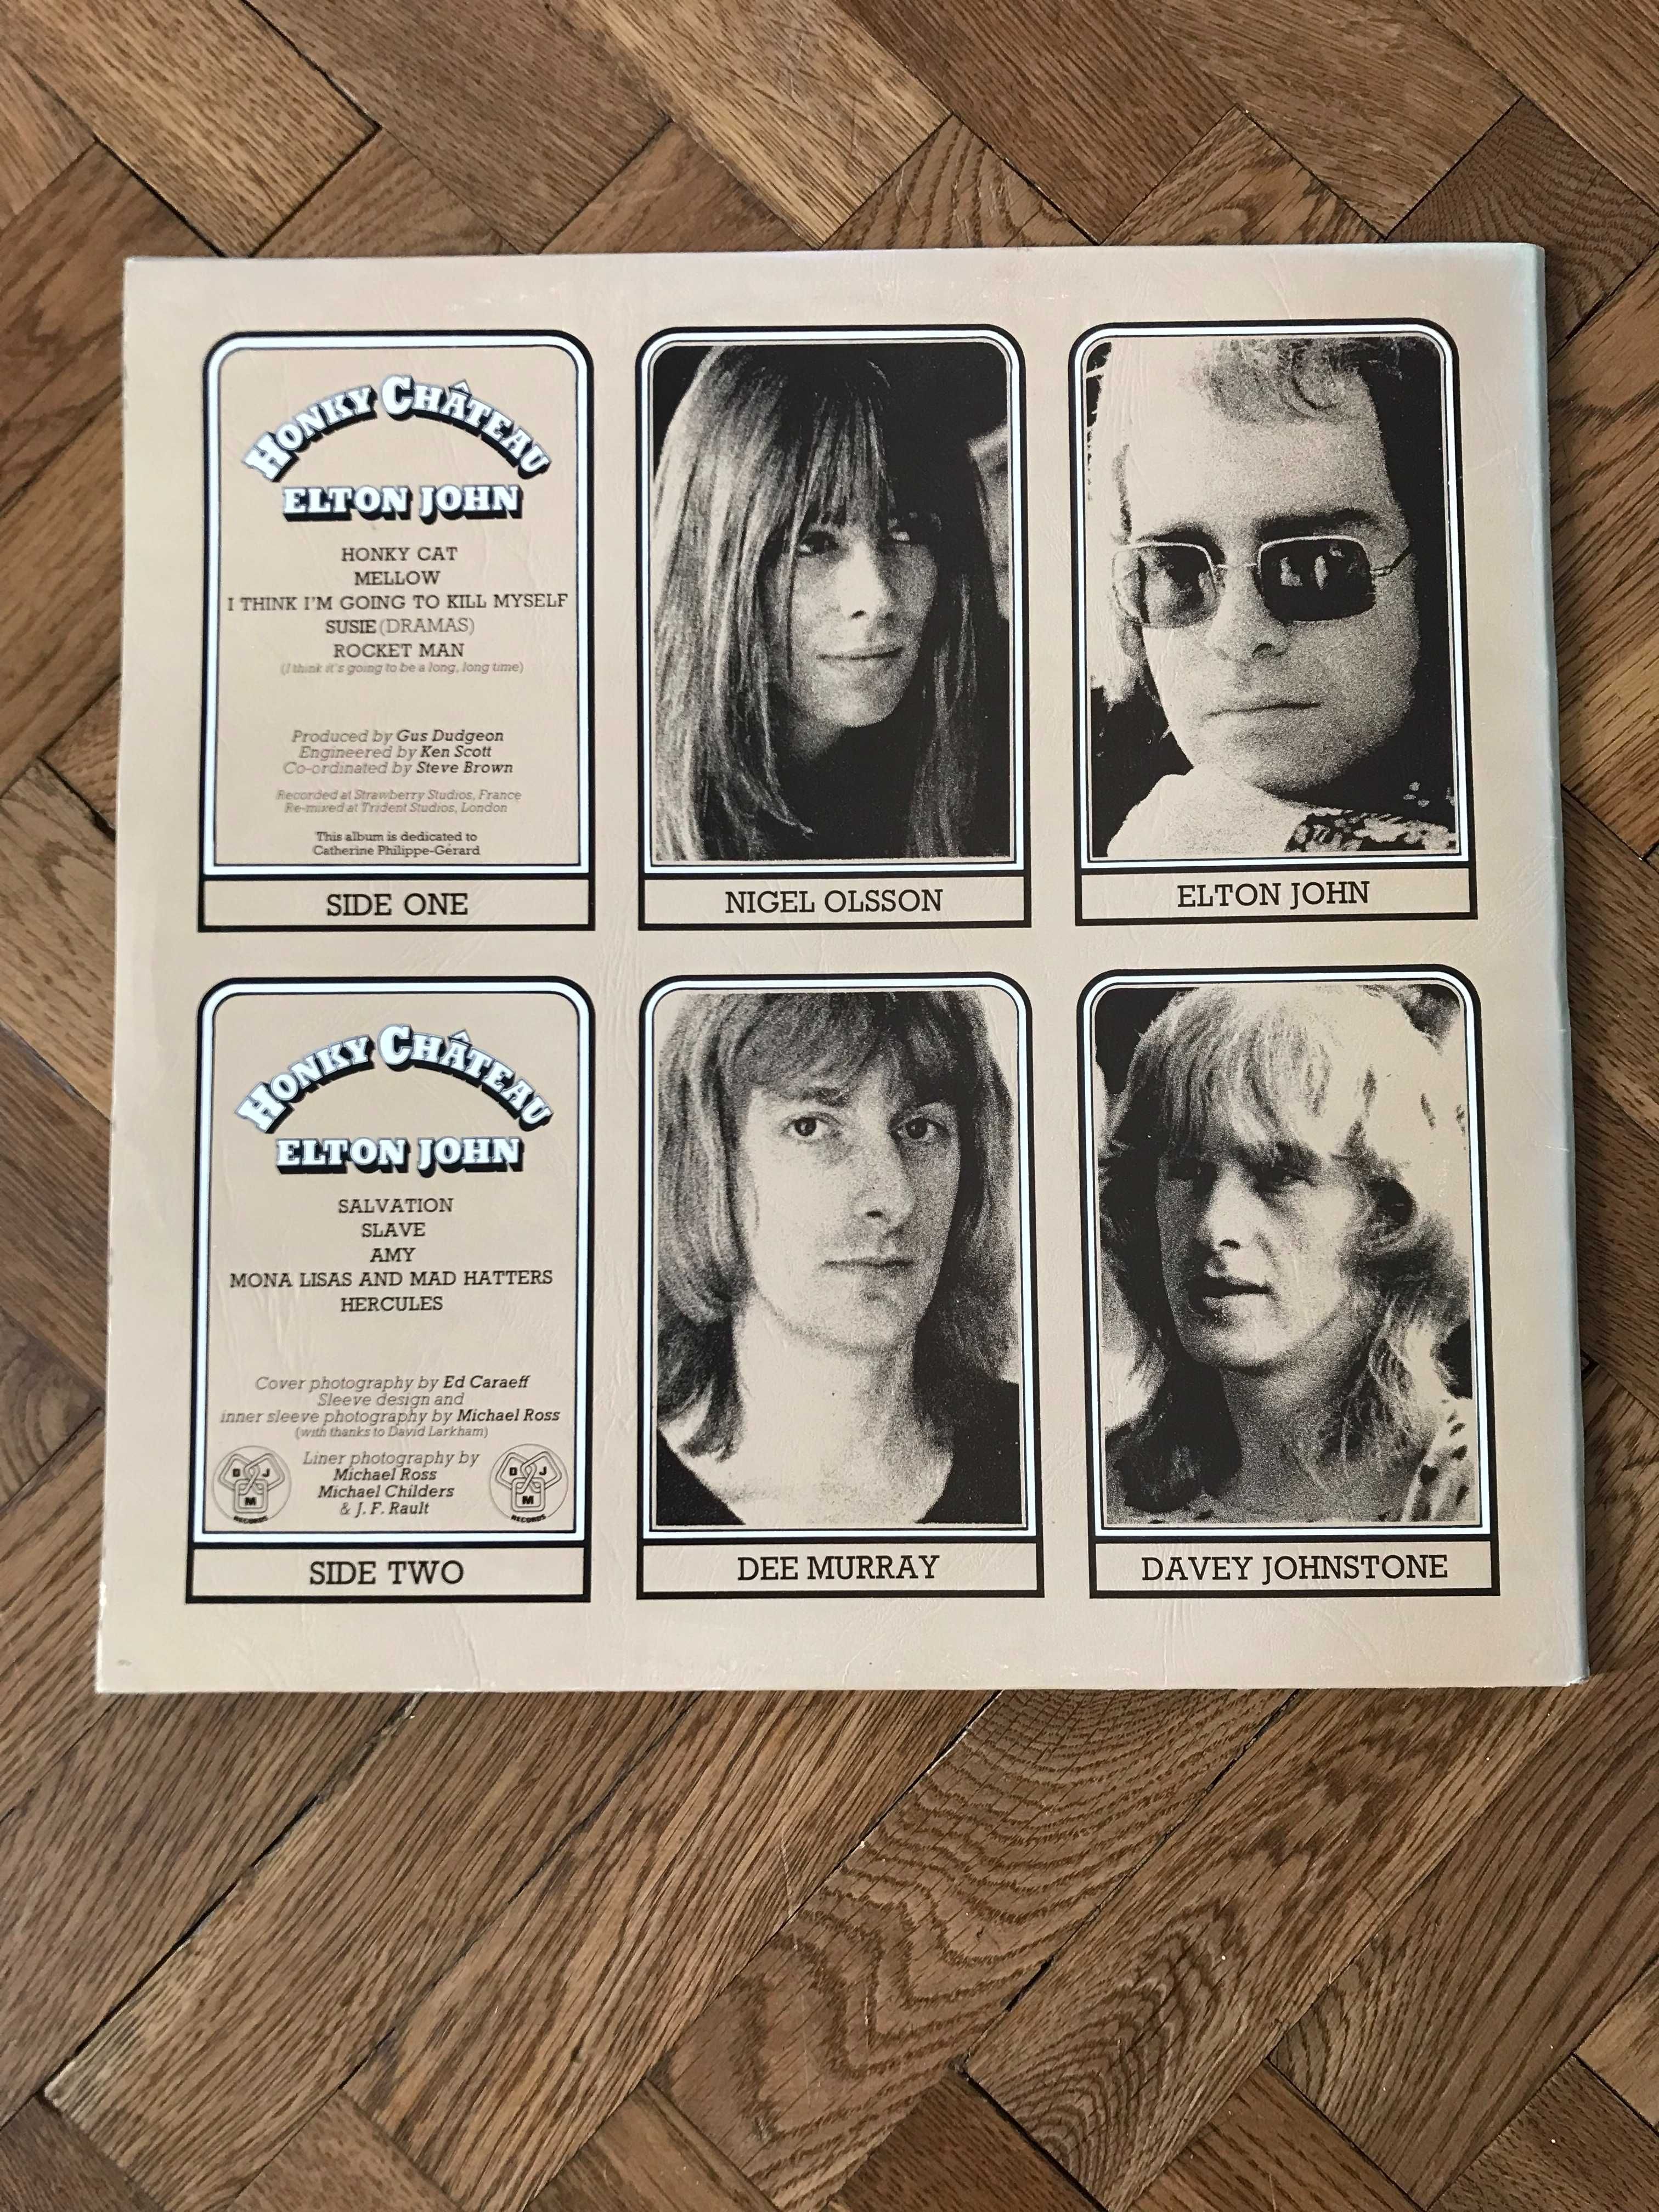 HONKY CHÂTEAU
ELTON JOHN
HONKY CAT
MELLOW
I THINK I'M GOING TO KILL MYSELF
SUSIE (DRAMAS)
ROCKET MAN
(I think it's going to be a long, long time)
Produced by Gus Dudgeon
Engineered by Ken Scott
Co-ordinated by Steve Brown
Recorded at Strawberry Studios, France
Re-mixed at Trident Studios, London
This album is dedicated to
Catherine Philippe-Gérard
SIDE ONE
NIGEL OLSSON
ELTON JOHN
HONKY CHÂTEAU
ELTON JOHN
SALVATION
SLAVE
AMY
MONA LISAS AND MAD HATTERS
HERCULES
Cover photography by Ed Caraeff
Sleeve design and
inner sleeve photography by Michael Ross
(with thanks to David Larkham)
Liner photography by
Michael Ross
Michael Childers
& J. F. Rault
D J
M
RECORDS
D J
M
RECORDS
SIDE TWO
DEE MURRAY
DAVEY JOHNSTONE